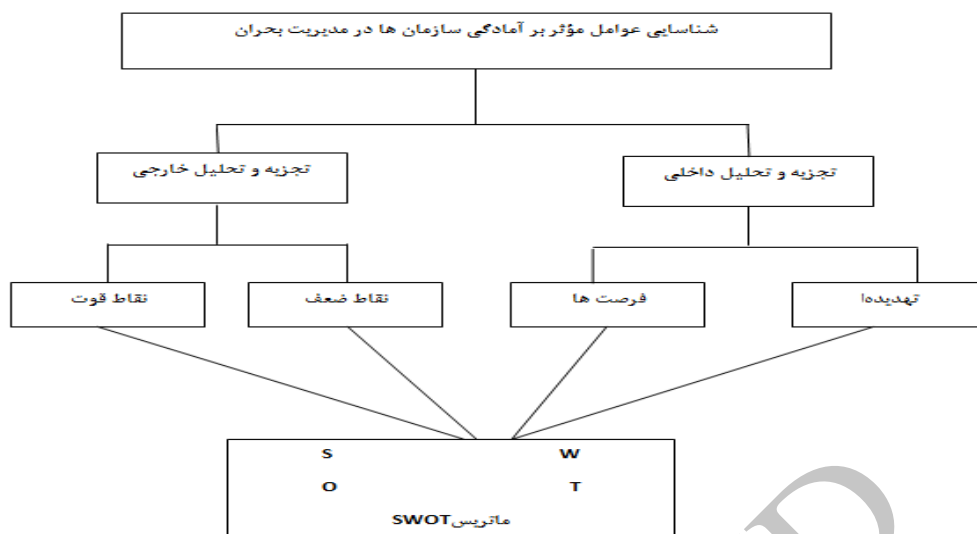 شناسایی عوامل مؤثر بر آمادگی سازمان ها در مدیریت بحران
تجزیه و تحلیل داخلی
تجزیه و تحلیل خارجی
تهدیدها
فرصت ها
نقاط ضعف
نقاط قوت
S W
O T
ماتریس SWOT